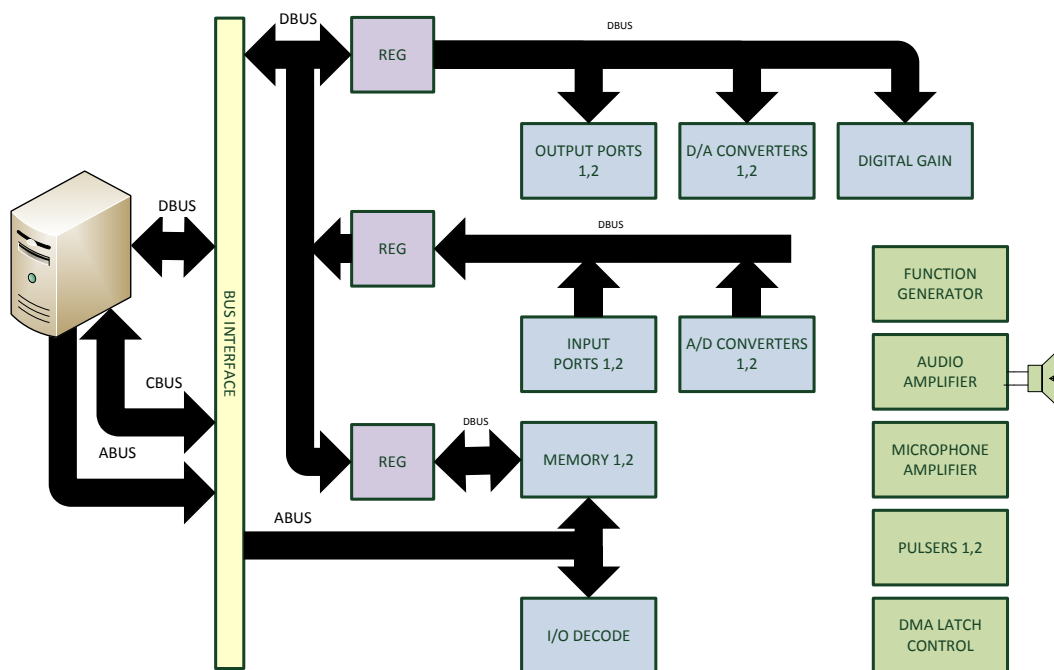 DBUS
DBUS
REG
OUTPUT PORTS
1,2
D/A CONVERTERS
1,2
DIGITAL GAIN
DBUS
DBUS
REG
INPUT
PORTS 1,2
A/D CONVERTERS
1,2
BUS INTERFACE
CBUS
ABUS
DBUS
REG
MEMORY 1,2
ABUS
I/O DECODE
FUNCTION
GENERATOR
AUDIO
AMPLIFIER
MICROPHONE
AMPLIFIER
PULSERS 1,2
DMA LATCH
CONTROL